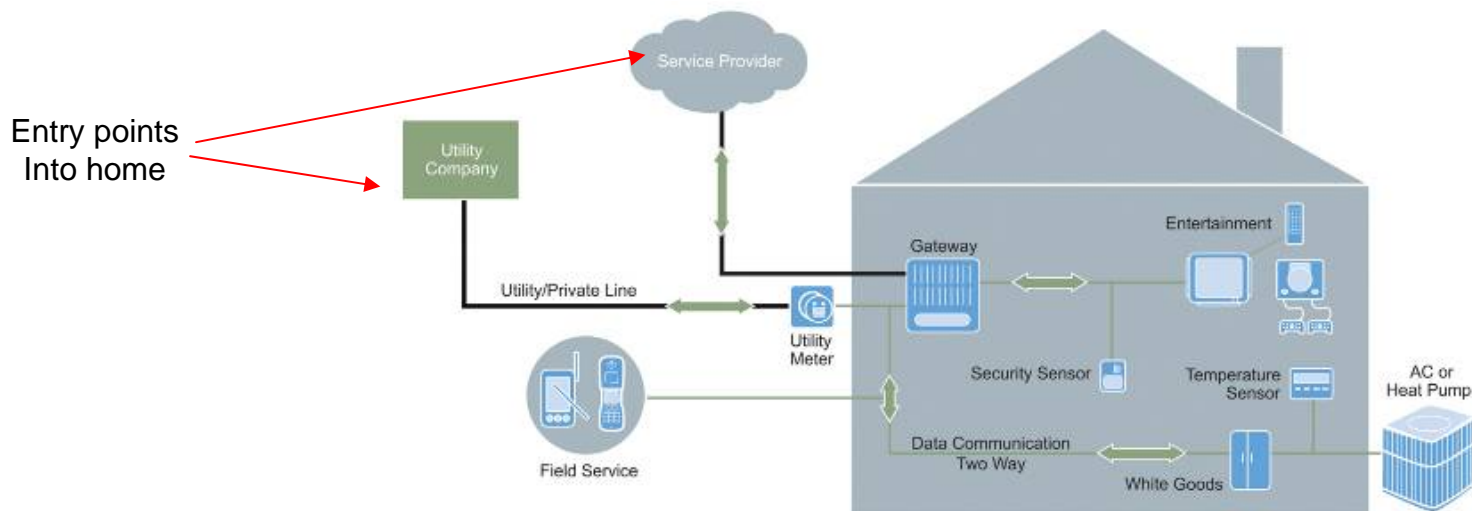 Service Provider
Entry points
Into home
Utility
Company
Entertainment
Gateway
Utility/Private Line
Utility
Meter
Security Sensor
Temperature
Sensor
AC or
Heat Pump
Data Communication
Two Way
Field Service
White Goods